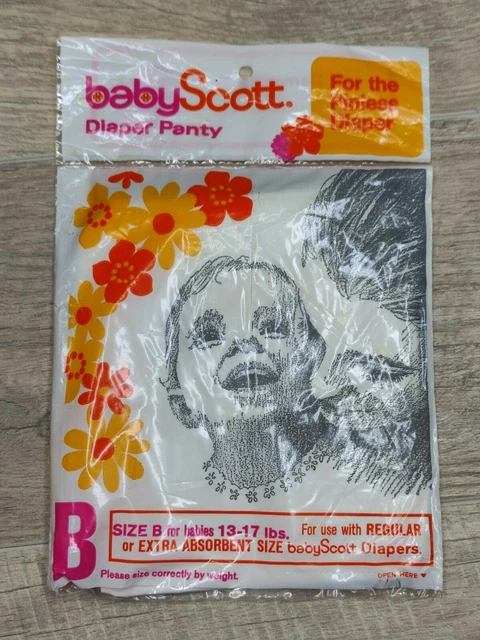 babyScott.
Diaper Panty
For the
Pinless
Diaper
B
SIZE B for babies 13-17 lbs. For use with REGULAR
or EXTRA ABSORBENT SIZE babyScott Diapers.
Please size correctly by weight.
OPEN HERE ▼